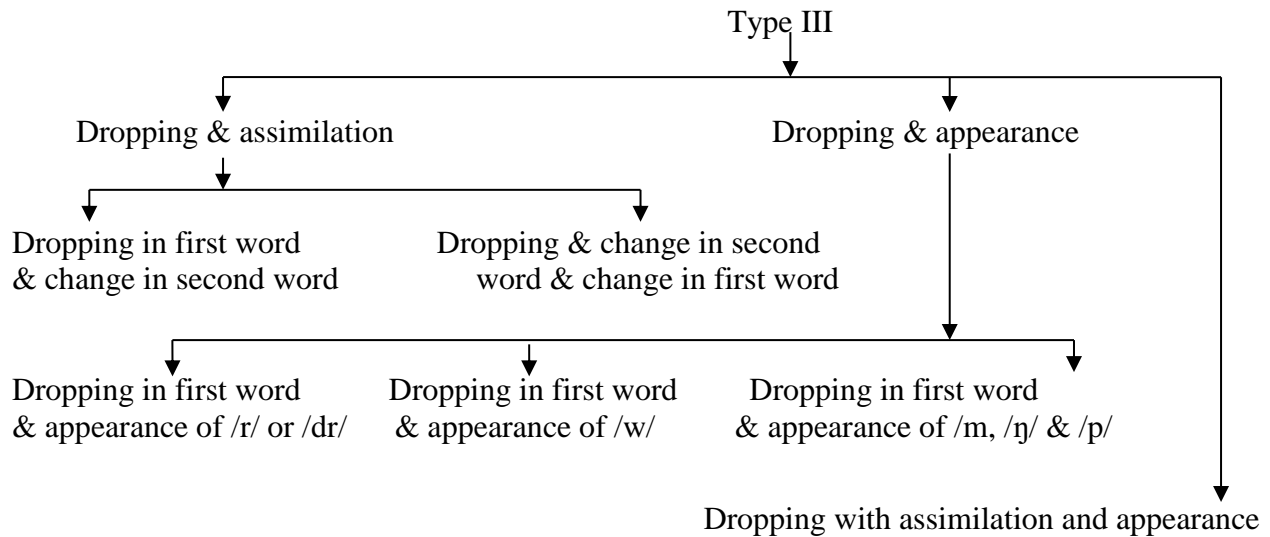 Type III
Dropping & assimilation
Dropping & appearance
Dropping in first word
& change in second word
Dropping & change in second
word & change in first word
Dropping in first word
& appearance of /r/ or /dr/
Dropping in first word
& appearance of /w/
Dropping in first word
& appearance of /m, /ŋ/ & /p/
Dropping with assimilation and appearance